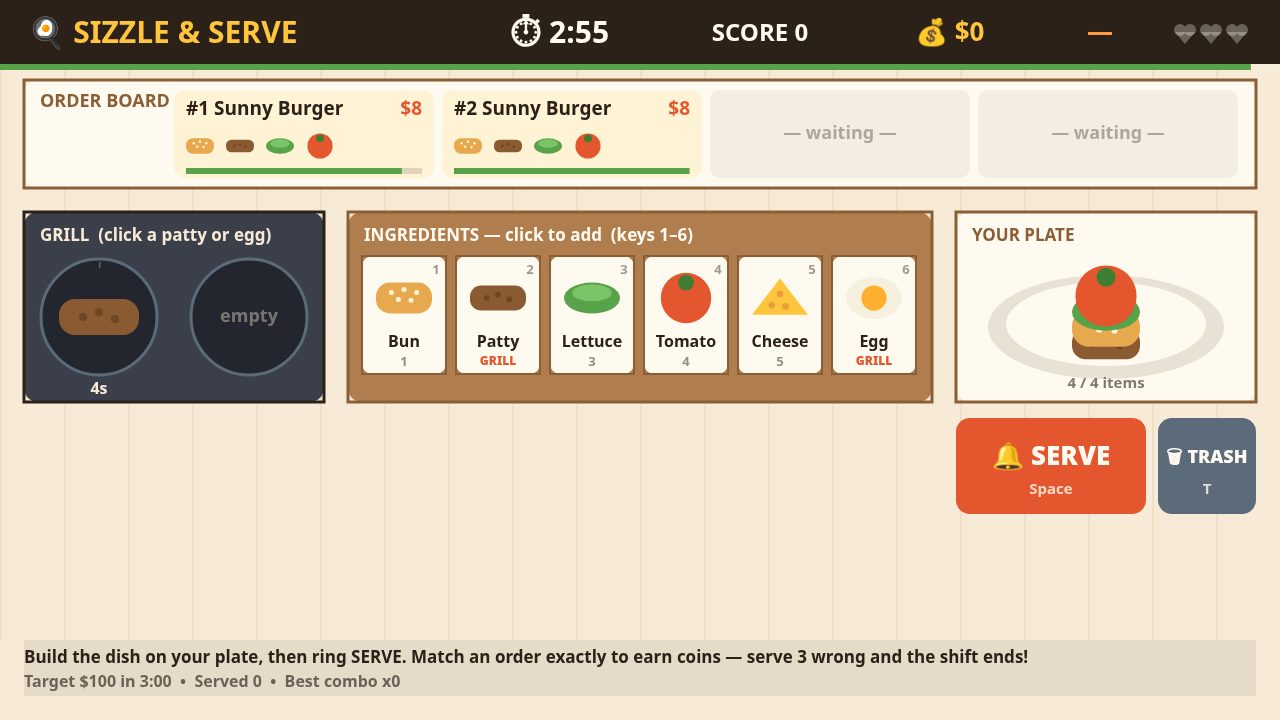 SIZZLE & SERVE
2:55
SCORE 0
$0
—
ORDER BOARD
#1 Sunny Burger $8
#2 Sunny Burger $8
— waiting —
— waiting —
GRILL (click a patty or egg)
empty
4s
INGREDIENTS — click to add (keys 1–6)
1
Bun
1
2
Patty
GRILL
3
Lettuce
3
4
Tomato
4
5
Cheese
5
6
Egg
GRILL
YOUR PLATE
4 / 4 items
SERVE
Space
TRASH
T
Build the dish on your plate, then ring SERVE. Match an order exactly to earn coins — serve 3 wrong and the shift ends!
Target $100 in 3:00 • Served 0 • Best combo x0